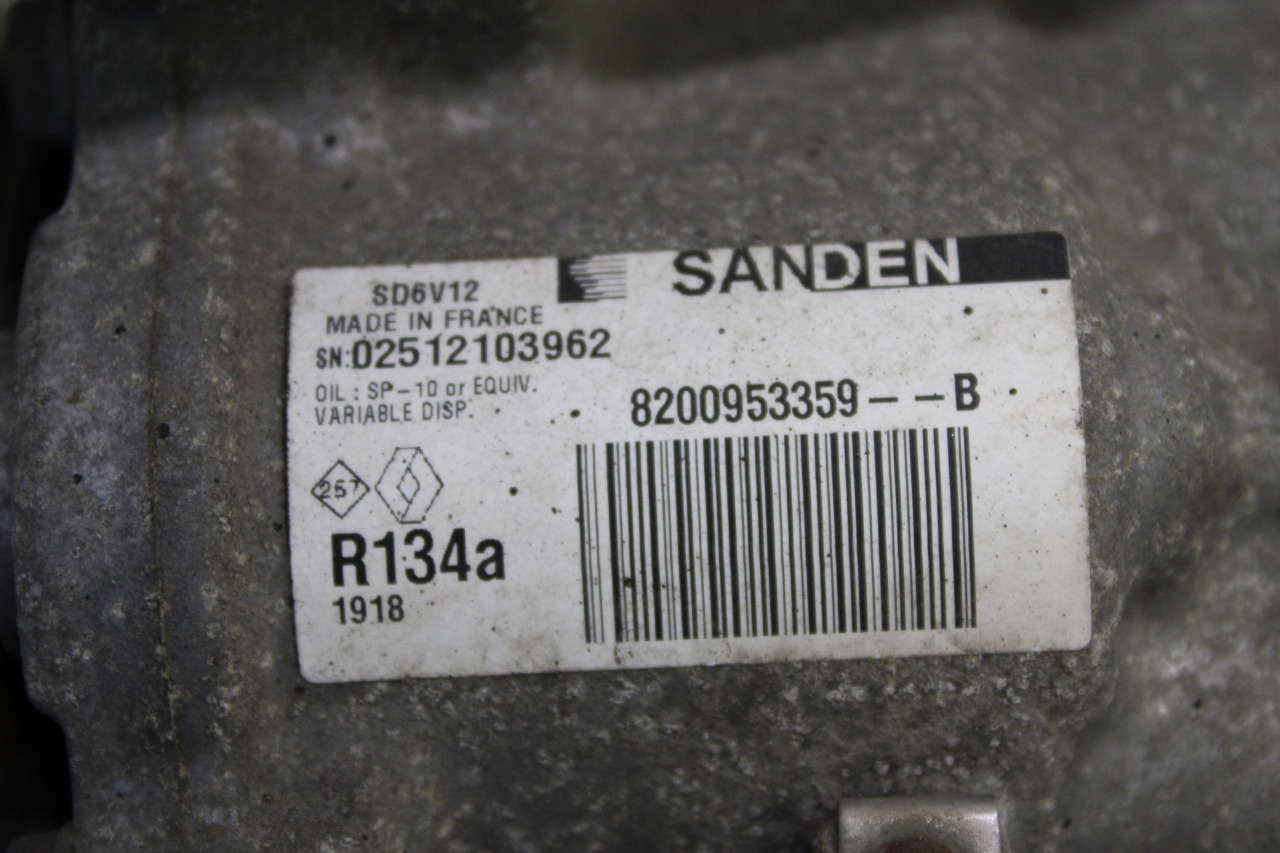 SANDEN
SD6V12
MADE IN FRANCE
SN:02512103962
OIL : SP-10 or EQUIV.
VARIABLE DISP.
8200953359---B
257
R134a
1918